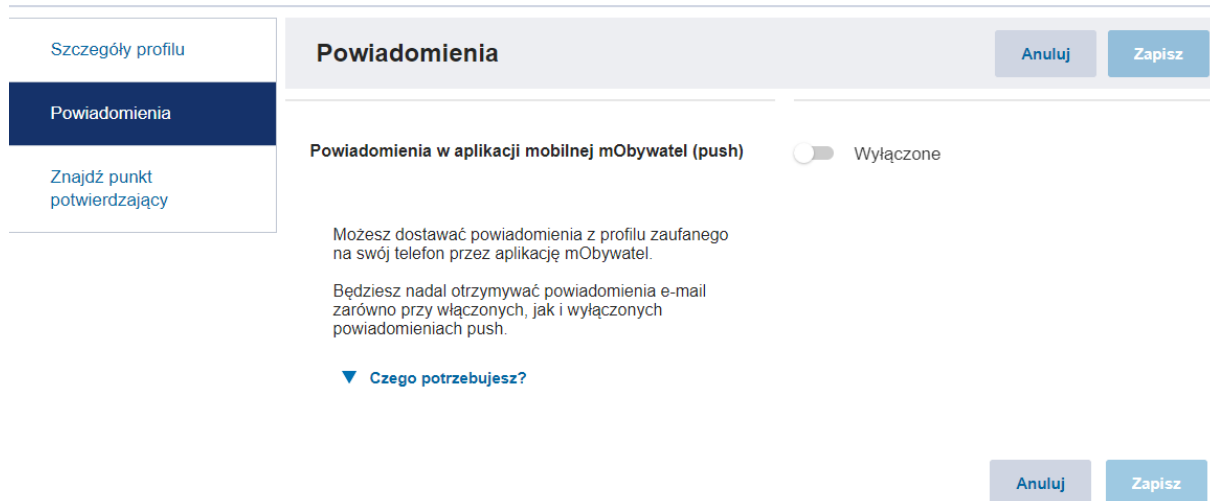 Szczegóły profilu
Powiadomienia
Znajdź punkt
potwierdzający
Powiadomienia
Anuluj
Zapisz
Powiadomienia w aplikacji mobilnej mObywatel (push)
Wyłączone
Możesz dostawać powiadomienia z profilu zaufanego
na swój telefon przez aplikację mObywatel.
Będziesz nadal otrzymywać powiadomienia e-mail
zarówno przy włączonych, jak i wyłączonych
powiadomieniach push.
Czego potrzebujesz?
Anuluj
Zapisz